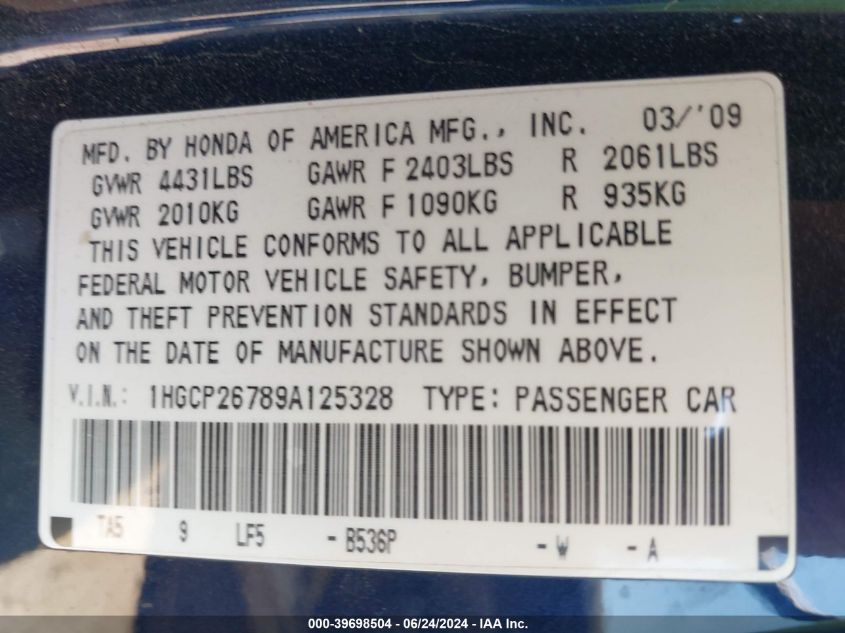 MFD. BY HONDA OF AMERICA MFG., INC. 03/'09
GVWR 4431LBS GAWR F 2403LBS R 2061LBS
GVWR 2010KG GAWR F 1090KG R 935KG
THIS VEHICLE CONFORMS TO ALL APPLICABLE
FEDERAL MOTOR VEHICLE SAFETY, BUMPER,
AND THEFT PREVENTION STANDARDS IN EFFECT
ON THE DATE OF MANUFACTURE SHOWN ABOVE.
V.I.N.: 1HGCP26789A125328 TYPE: PASSENGER CAR
TA5 9 LF5 - B536P - W - A
000-39698504 / 06/24/2024 - IAA Inc.